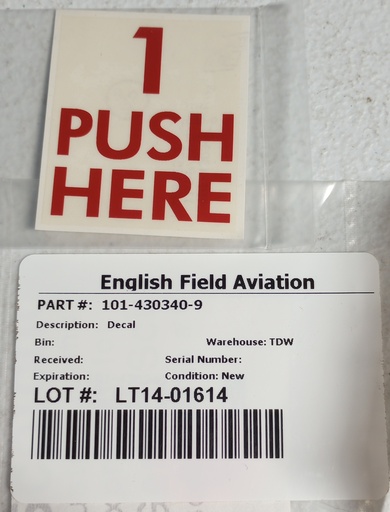 1
PUSH
HERE
English Field Aviation
PART #: 101-430340-9
Description: Decal
Bin: Warehouse: TDW
Received: Serial Number:
Expiration: Condition: New
LOT #: LT14-01614